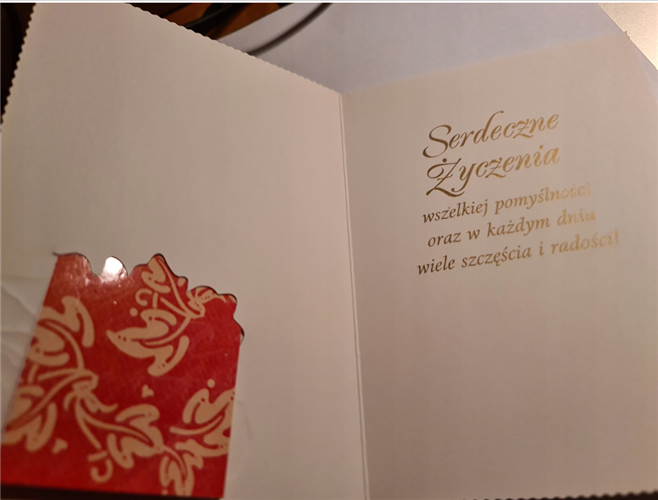 Serdeczne
Życzenia
wszelkiej pomyślności
oraz w każdym dniu
wiele szczęścia i radości!